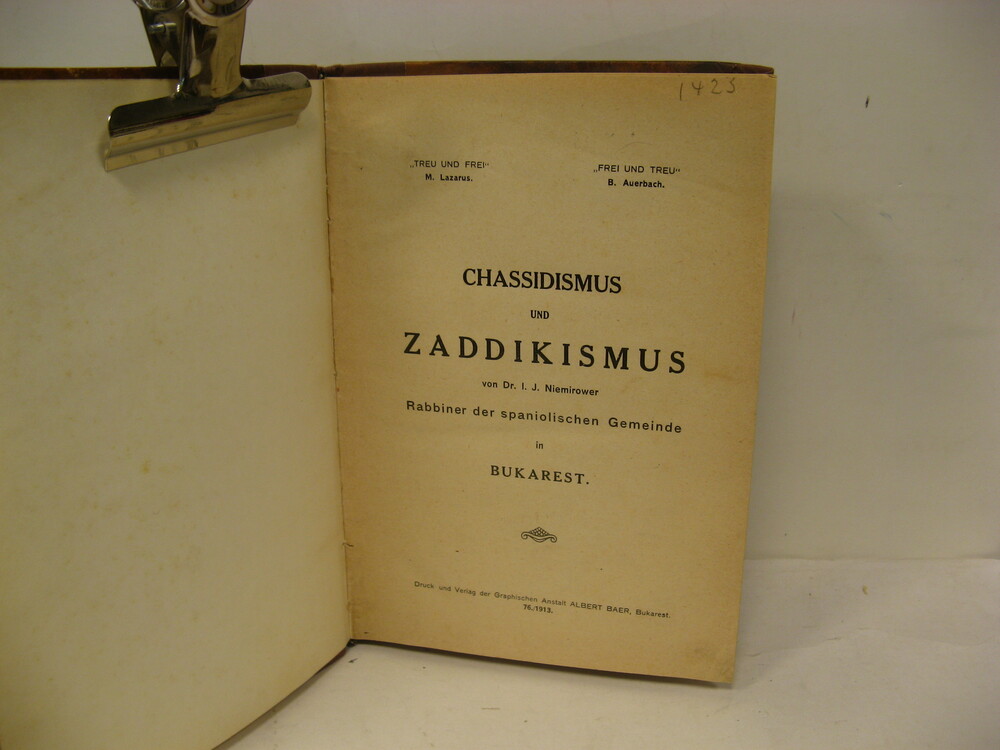 1423
„TREU UND FREI“
M. Lazarus.
„FREI UND TREU“
B. Auerbach.
CHASSIDISMUS
UND
ZADDIKISMUS
von Dr. I. J. Niemirower
Rabbiner der spaniolischen Gemeinde
in
BUKAREST.
Druck und Verlag der Graphischen Anstalt ALBERT BAER, Bukarest.
76./1913.